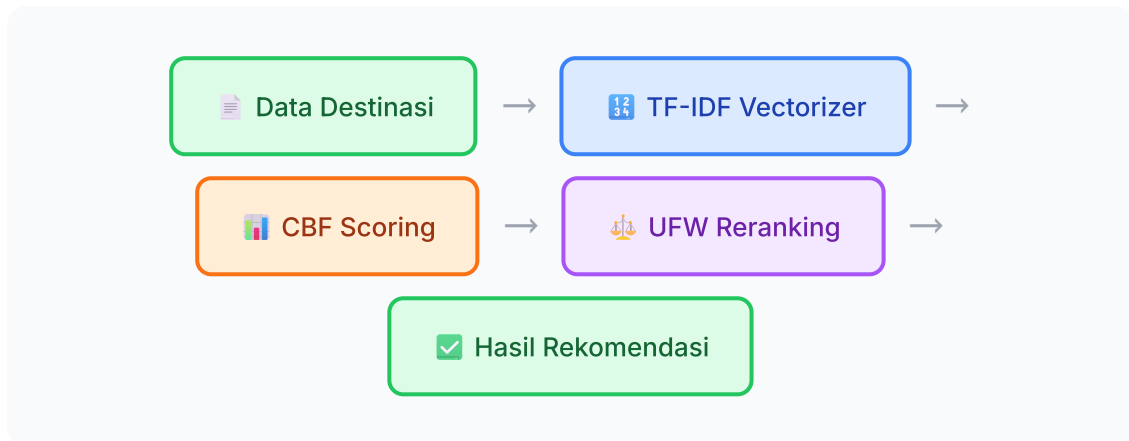 Data Destinasi → TF-IDF Vectorizer →
CBF Scoring → UFW Reranking →
Hasil Rekomendasi